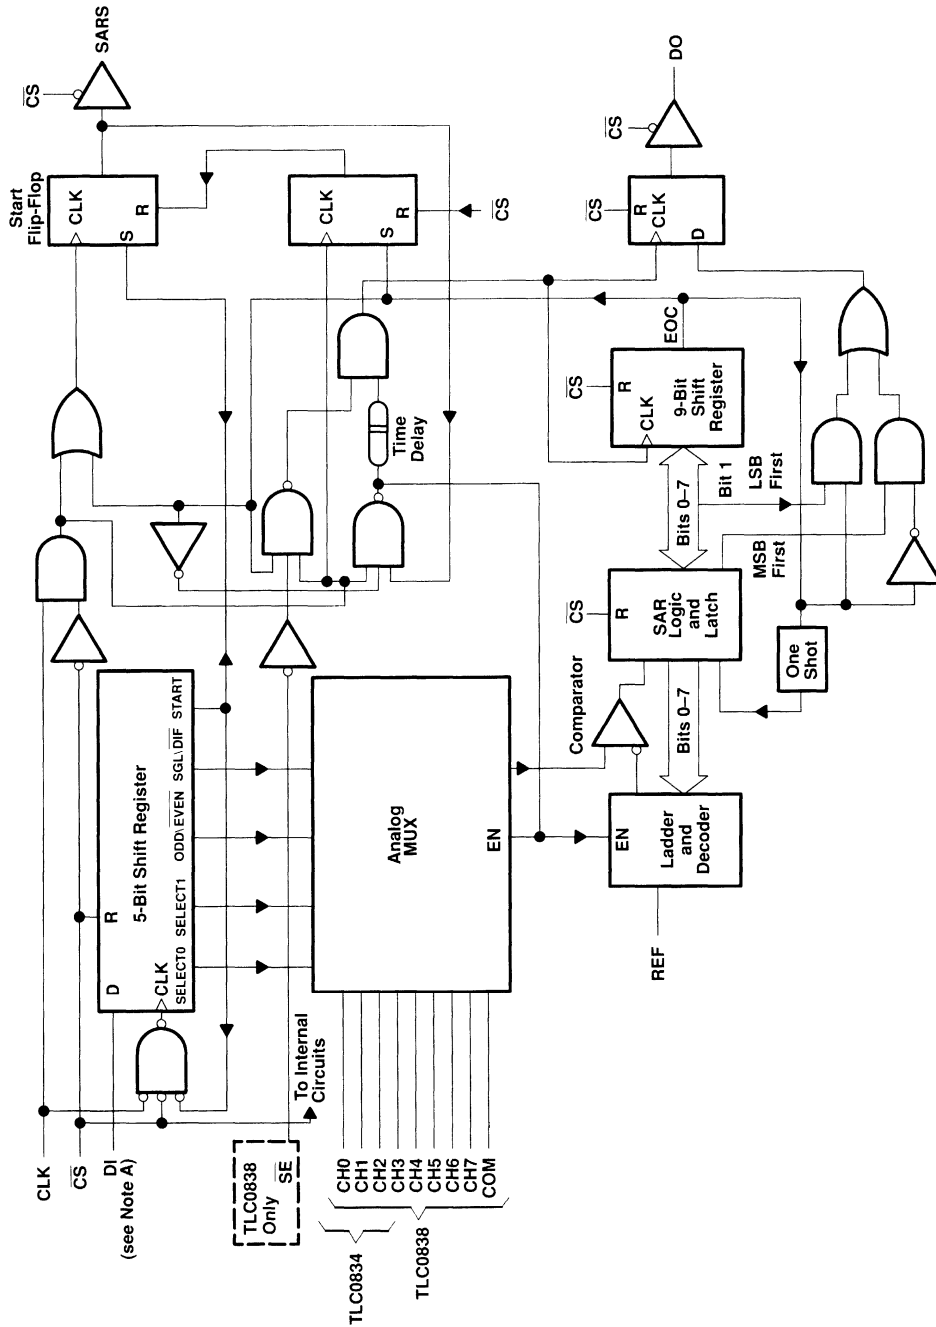 CLK
CS
DI
(see Note A)
D
R
5-Bit Shift Register
CLK
SELECT0
SELECT1
ODD\EVEN
SGL\DIF
START
Start
Flip-Flop
CLK
S
R
CS
SARS
TLC0838
Only
SE
To Internal
Circuits
CLK
S
R
CS
Time
Delay
CH0
CH1
CH2
CH3
CH4
CH5
CH6
CH7
COM
TLC0834
TLC0838
Analog
MUX
EN
Comparator
REF
EN
Ladder
and
Decoder
Bits 0–7
CS
R
SAR
Logic
and
Latch
Bits 0–7
Bit 1
MSB
First
LSB
First
CS
R
CLK
9-Bit
Shift
Register
EOC
One
Shot
CS
R
CLK
D
CS
DO